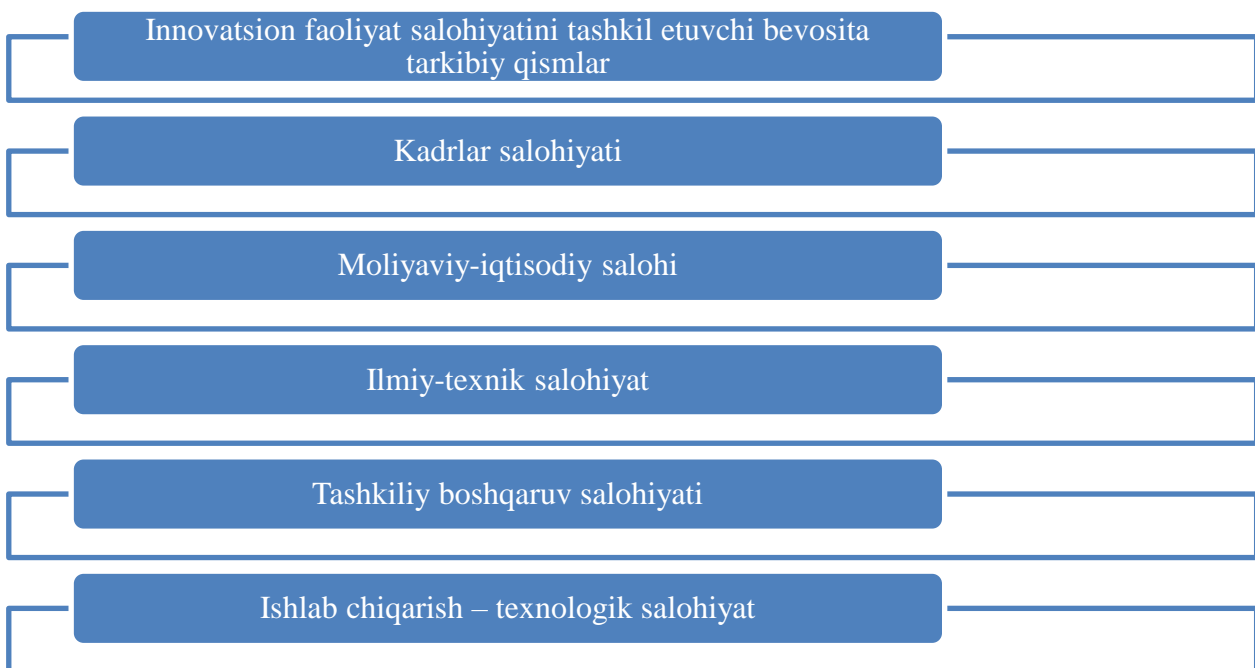 Innovatsion faoliyat salohiyatini tashkil etuvchi bevosita
tarkibiy qismlar
Kadrlar salohiyati
Moliyaviy-iqtisodiy salohi
Ilmiy-texnik salohiyat
Tashkiliy boshqaruv salohiyati
Ishlab chiqarish – texnologik salohiyat